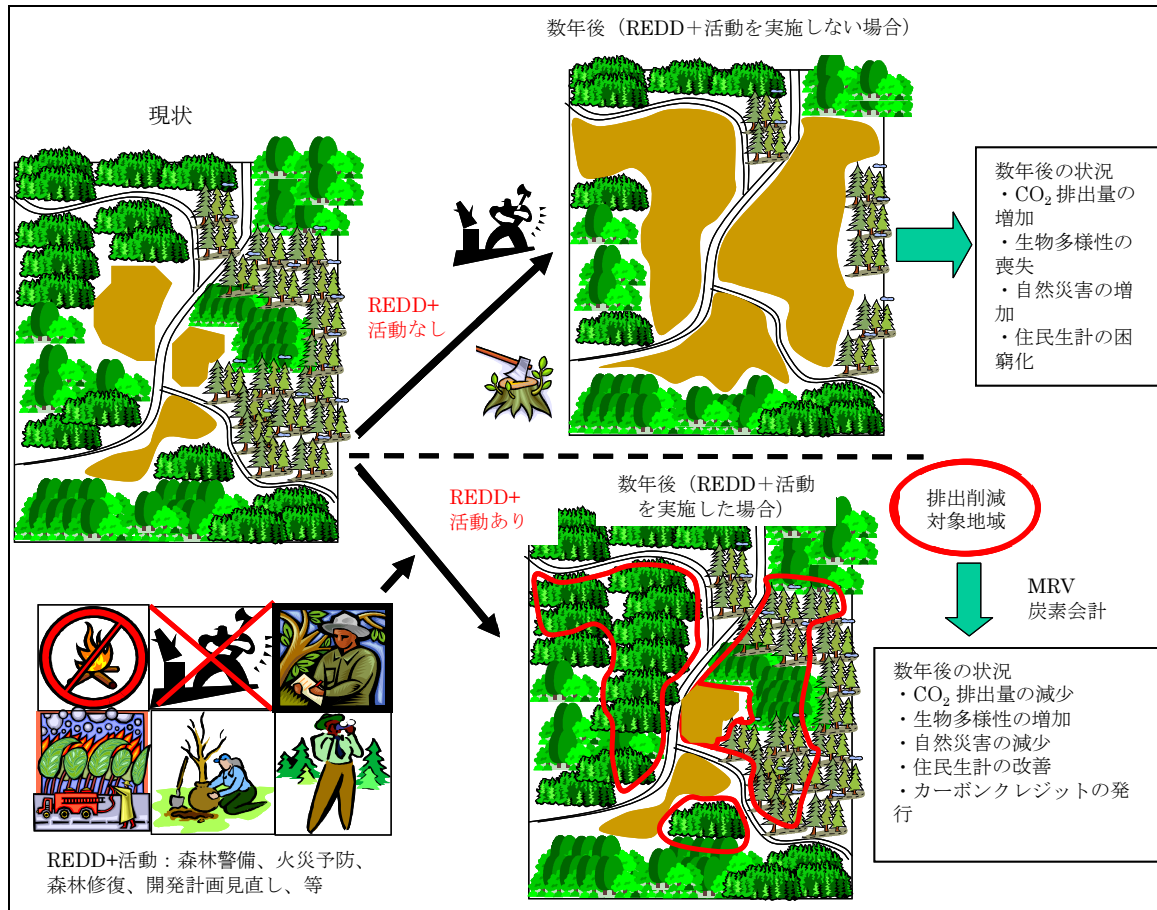 数年後（REDD＋活動を実施しない場合）
現状
数年後の状況
・CO₂ 排出量の
増加
・生物多様性の
喪失
・自然災害の増
加
・住民生計の困
窮化
REDD+
活動なし
REDD+
活動あり
数年後（REDD＋活動
を実施した場合）
排出削減
対象地域
MRV
炭素会計
数年後の状況
・CO₂ 排出量の減少
・生物多様性の増加
・自然災害の減少
・住民生計の改善
・カーボンクレジットの発
行
REDD+活動：森林警備、火災予防、
森林修復、開発計画見直し、等